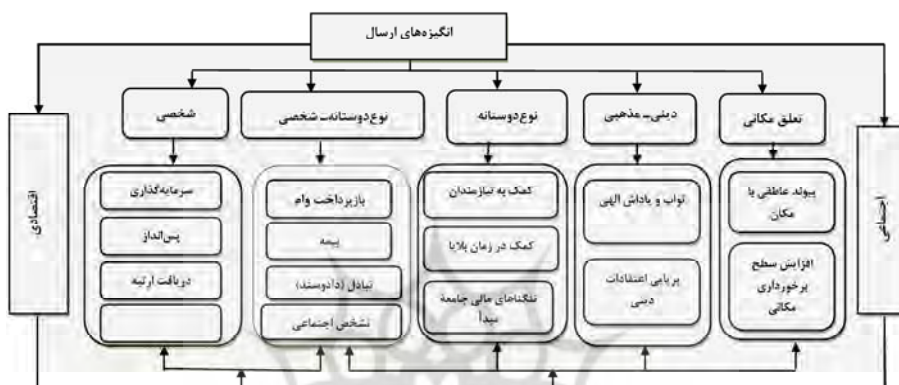 انگیزه‌های ارسال
تعلق مکانی
دینی- مذهبی
نوع‌دوستانه
نوع‌دوستانه- شخصی
شخصی
اجتماعی
پیوند عاطفی با
مکان
افزایش سطح
برخورداری
مکانی
ثواب و پاداش الهی
برپایی اعتقادات
دینی
کمک به نیازمندان
کمک در زمان بلایا
تنگناهای مالی جامعهٔ
مبدأ
بازپرداخت وام
بیمه
تبادل (دادوستد)
تشخص اجتماعی
سرمایه‌گذاری
پس‌انداز
دریافت ارثیه
اقتصادی